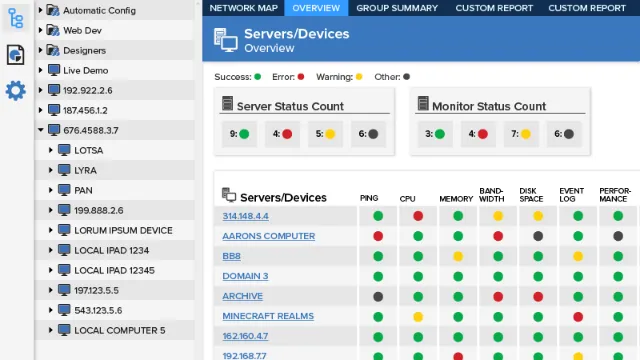 NETWORK MAP
OVERVIEW
GROUP SUMMARY
CUSTOM REPORT
CUSTOM REPORT
Automatic Config
Web Dev
Designers
Live Demo
192.922.2.6
187.456.1.2
676.4588.3.7
LOTSA
LYRA
PAN
199.888.2.6
LORUM IPSUM DEVICE
LOCAL IPAD 1234
LOCAL IPAD 12345
197.123.5.5
543.123.5.6
LOCAL COMPUTER 5
Servers/Devices
Overview
Success: Error: Warning: Other:
Server Status Count
9: 4: 5: 6:
Monitor Status Count
3: 4: 7: 6:
Servers/Devices PING CPU MEMORY BAND-WIDTH DISK SPACE EVENT LOG PERFOR-MANCE
314.148.4.4
AARONS COMPUTER
BB8
DOMAIN 3
ARCHIVE
MINECRAFT REALMS
162.160.4.7
192.168.7.7